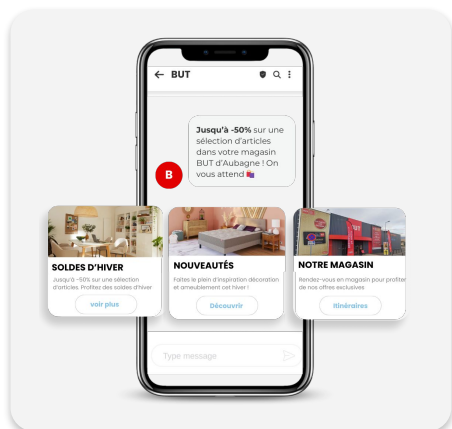 BUT
Jusqu'à -50% sur une
sélection d'articles
dans votre magasin
BUT d'Aubagne ! On
vous attend 🛍️
B
SOLDES D'HIVER
Jusqu'à -50% sur une sélection
d'articles. Profitez des soldes d'hiver
voir plus
NOUVEAUTÉS
Faites le plein d'inspiration décoration
et ameublement cet hiver !
Découvrir
NOTRE MAGASIN
Rendez-vous en magasin pour profiter
de nos offres exclusives
Itinéraires
Type message